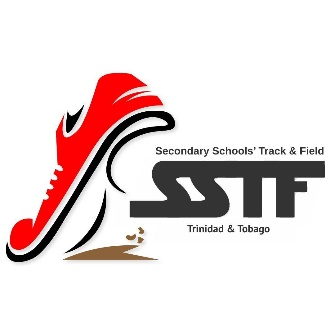 Secondary Schools' Track & Field
SSTF
Trinidad & Tobago